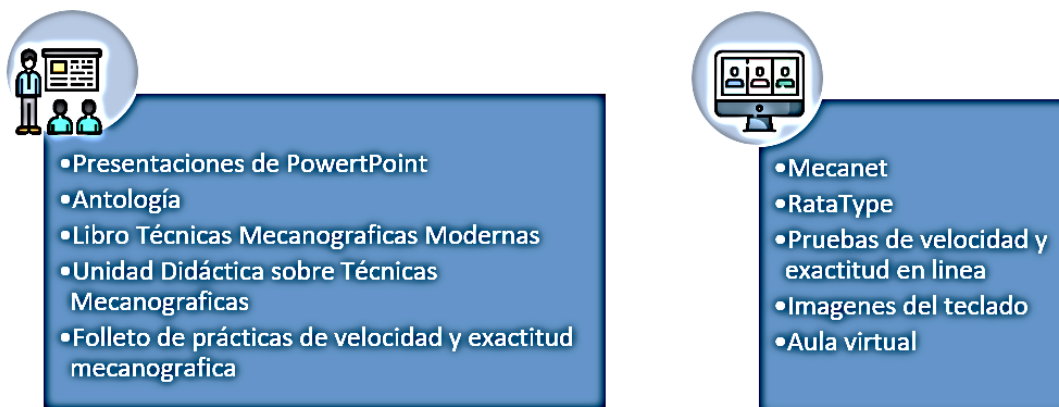 •Presentaciones de PowertPoint
•Antología
•Libro Técnicas Mecanograficas Modernas
•Unidad Didáctica sobre Técnicas
Mecanograficas
•Folleto de prácticas de velocidad y exactitud
mecanografica
•Mecanet
•RataType
•Pruebas de velocidad y
exactitud en linea
•Imagenes del teclado
•Aula virtual